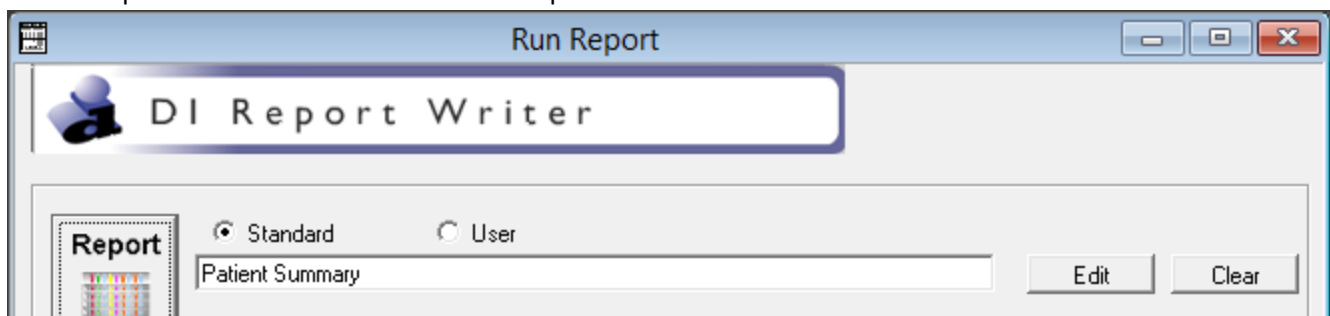 Run Report
DI Report Writer
Report
Standard
User
Patient Summary
Edit
Clear